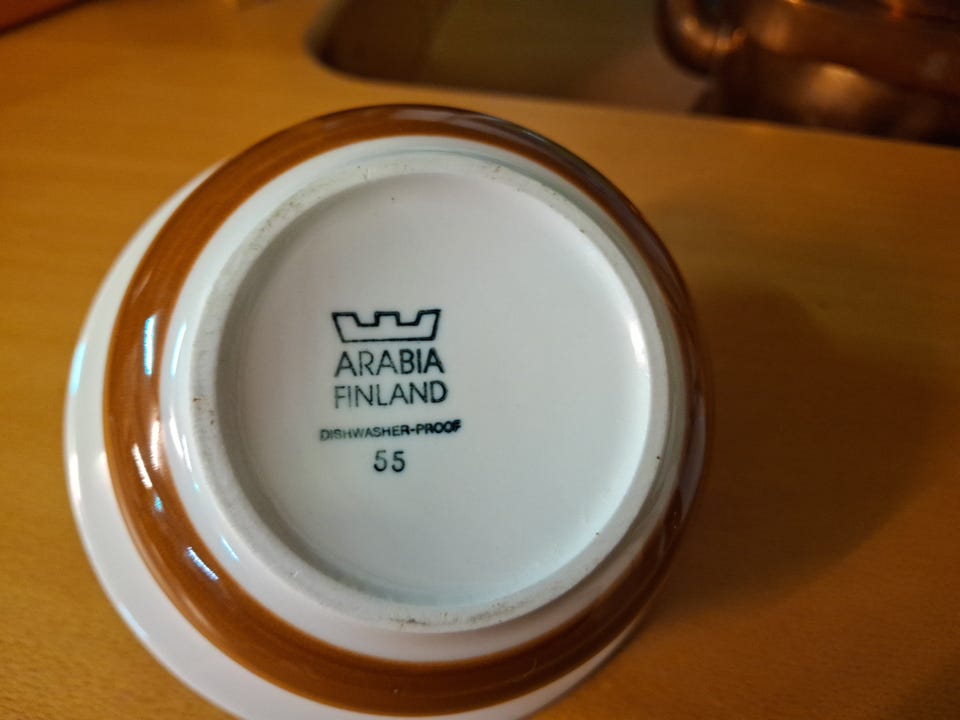 ARABIA
FINLAND
DISHWASHER-PROOF
55